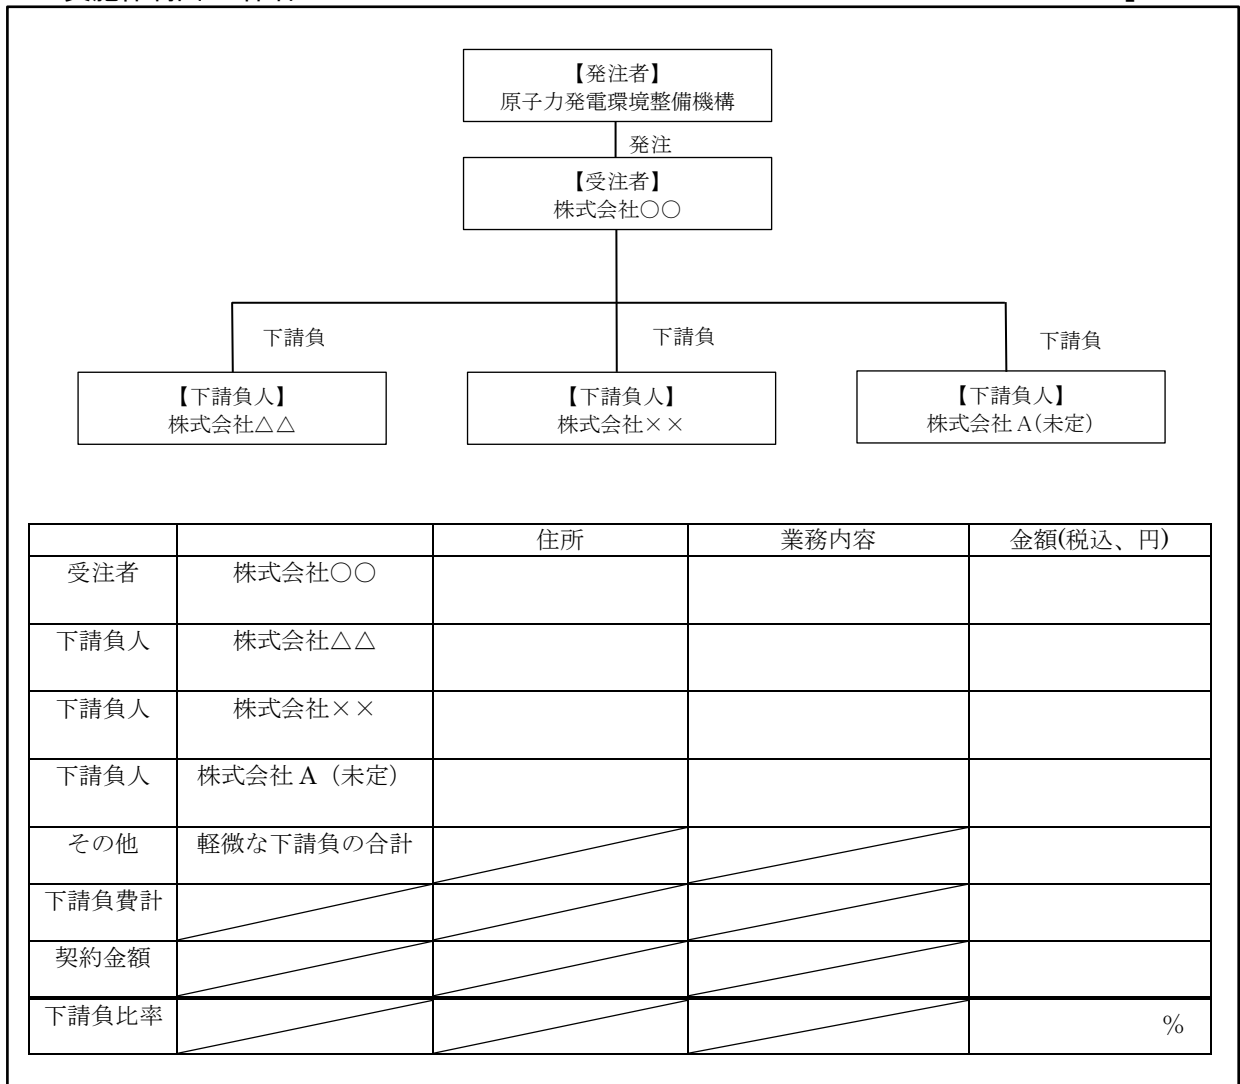 【発注者】
原子力発電環境整備機構
発注
【受注者】
株式会社○○
下請負 下請負 下請負
【下請負人】 【下請負人】 【下請負人】
株式会社△△ 株式会社×× 株式会社A(未定)
住所 業務内容 金額(税込、円)
受注者 株式会社○○
下請負人 株式会社△△
下請負人 株式会社××
下請負人 株式会社A（未定）
その他 軽微な下請負の合計
下請負費計
契約金額
下請負比率 %